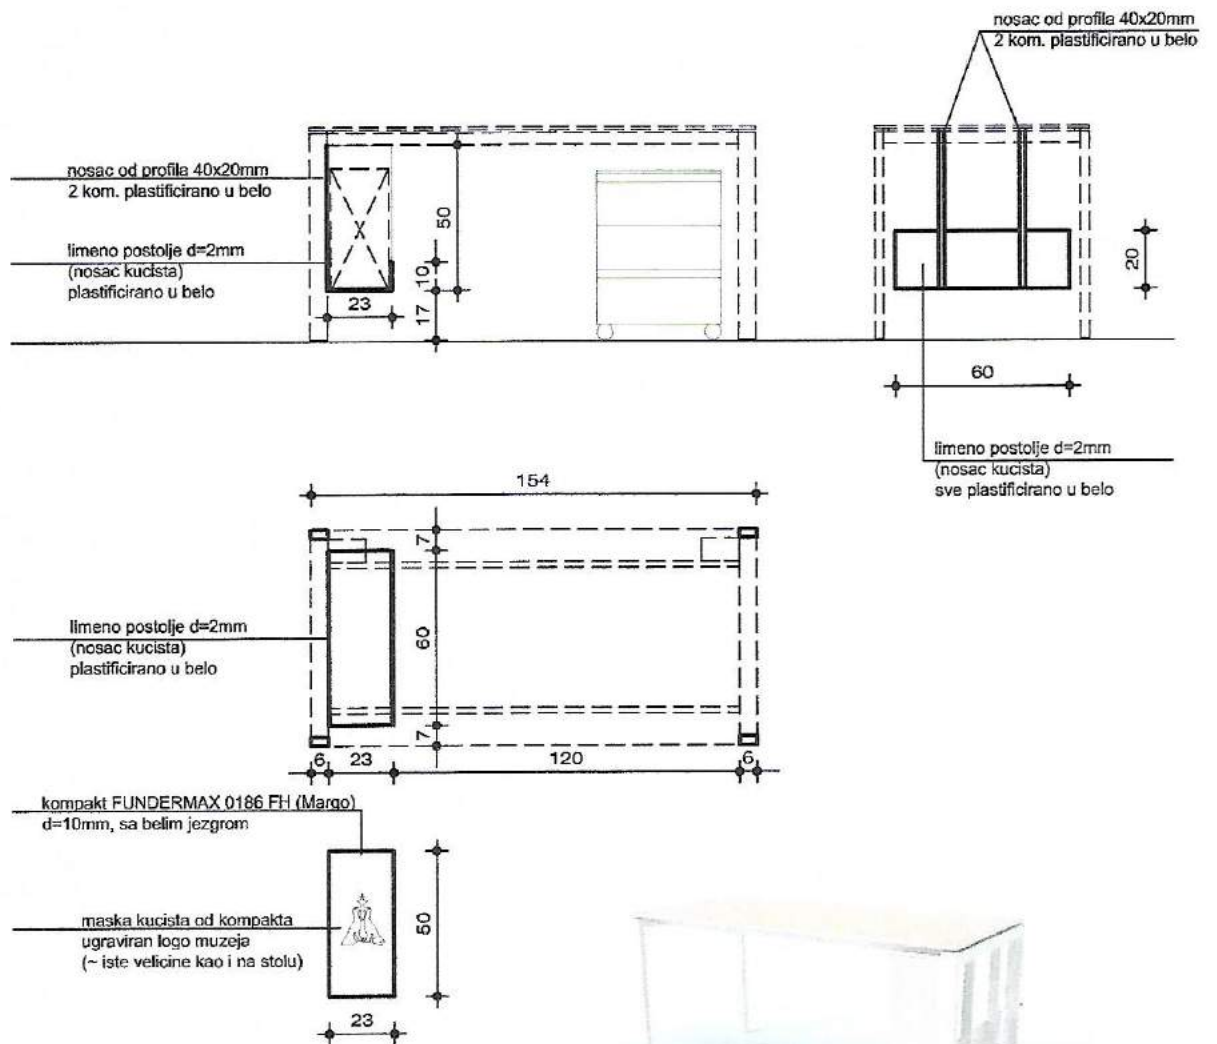 nosac od profila 40x20mm
2 kom. plastificirano u belo
nosac od profila 40x20mm
2 kom. plastificirano u belo
limeno postolje d=2mm
(nosac kucista)
plastificirano u belo
50
10
23
17
20
60
limeno postolje d=2mm
(nosac kucista)
sve plastificirano u belo
154
7
limeno postolje d=2mm
(nosac kucista)
plastificirano u belo
60
7
6 23 120 6
kompakt FUNDERMAX 0186 FH (Margo)
d=10mm, sa belim jezgrom
maska kucista od kompakta
ugraviran logo muzeja
(~ iste velicine kao i na stolu)
50
23